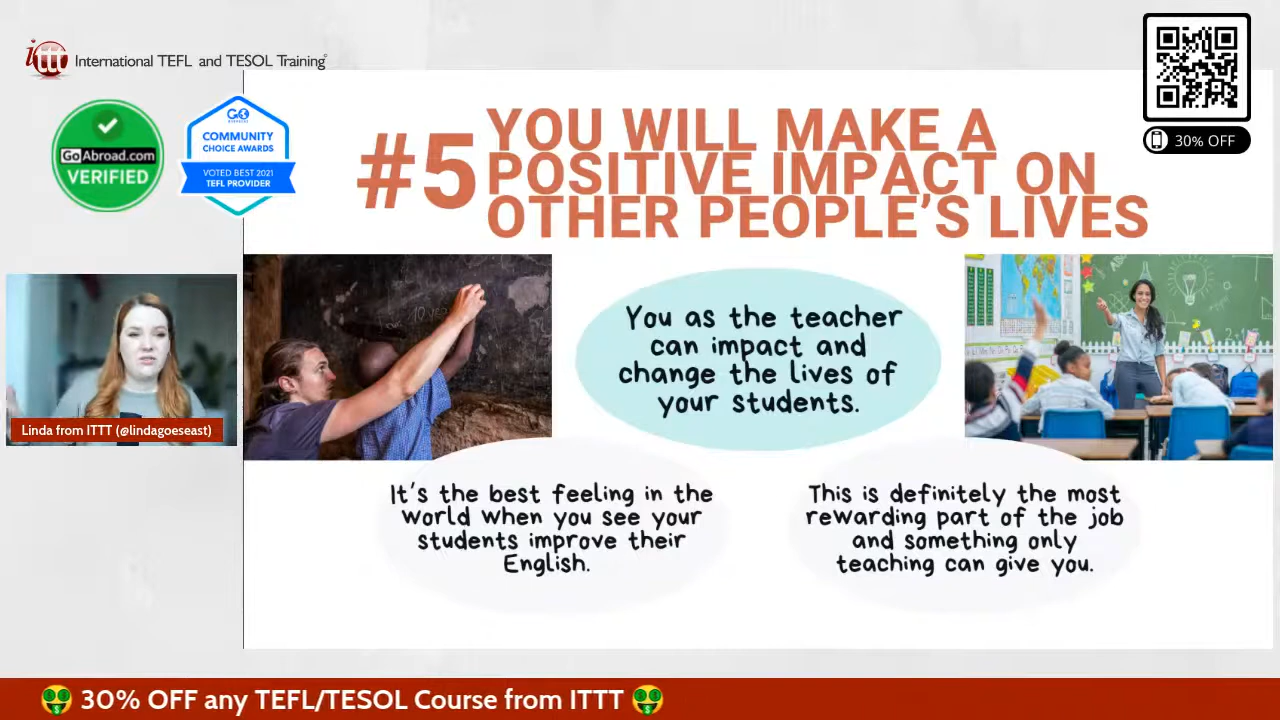 ittt International TEFL and TESOL Training
GoAbroad.com
VERIFIED
GO
COMMUNITY
CHOICE AWARDS
VOTED BEST 2021
TEFL PROVIDER
30% OFF
#5
YOU WILL MAKE A
POSITIVE IMPACT ON
OTHER PEOPLE'S LIVES
You as the teacher
can impact and
change the lives of
your students.
Linda from ITTT (@lindagoeseast)
It's the best feeling in the
world when you see your
students improve their
English.
This is definitely the most
rewarding part of the job
and something only
teaching can give you.
🤑 30% OFF any TEFL/TESOL Course from ITTT 🤑